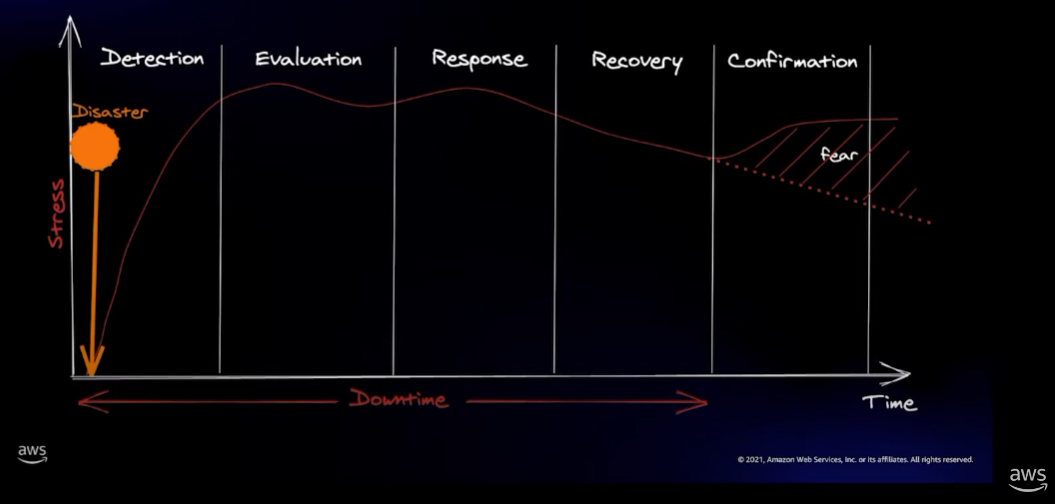 Detection
Evaluation
Response
Recovery
Confirmation
Disaster
fear
Stress
Downtime
Time
aws
© 2021, Amazon Web Services, Inc. or its affiliates. All rights reserved.
aws